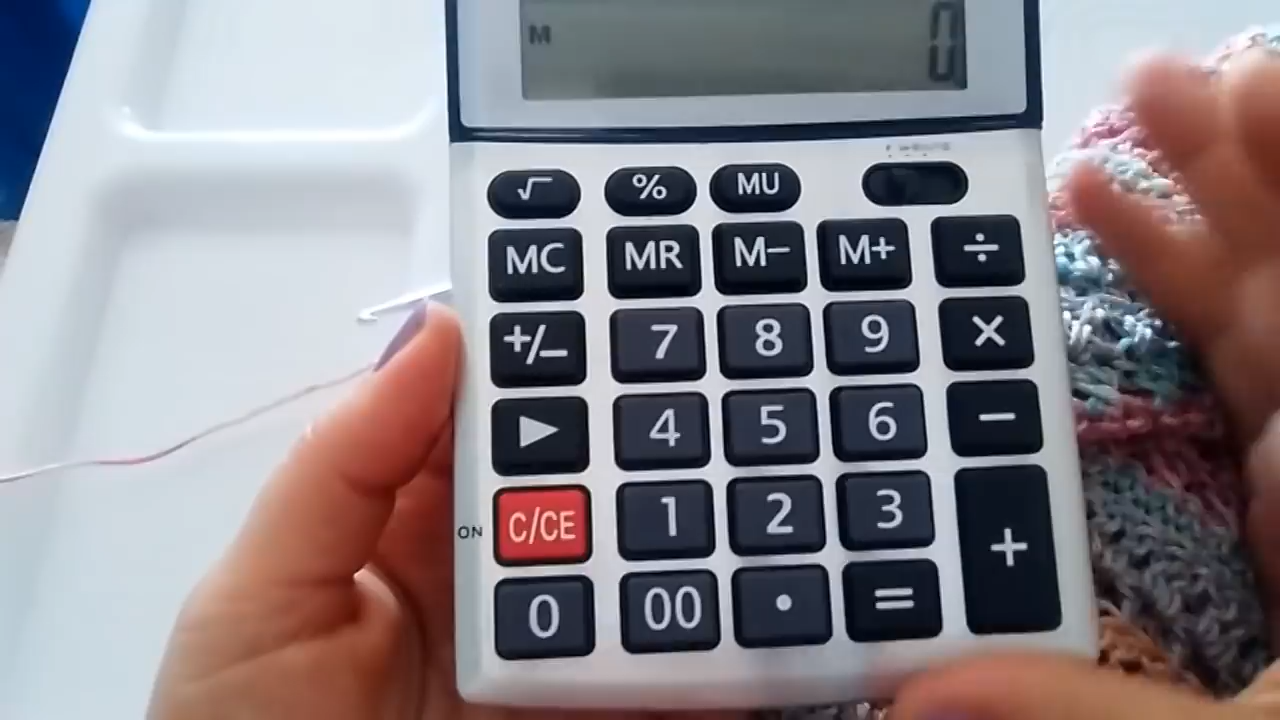 M 0
√ % MU
MC MR M− M+ ÷
+/− 7 8 9 ×
▶ 4 5 6 −
ON C/CE 1 2 3 +
0 00 • =